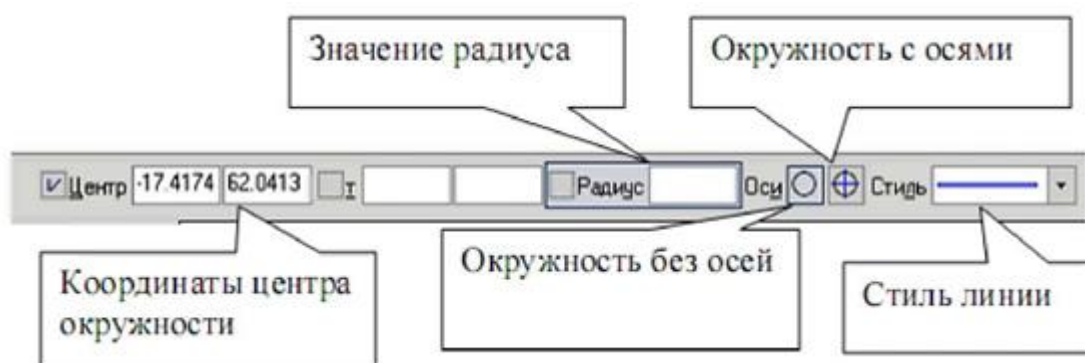 Значение радиуса
Окружность с осями
Центр -17.4174 62.0413 т Радиус Оси Стиль
Координаты центра
окружности
Окружность без осей
Стиль линии